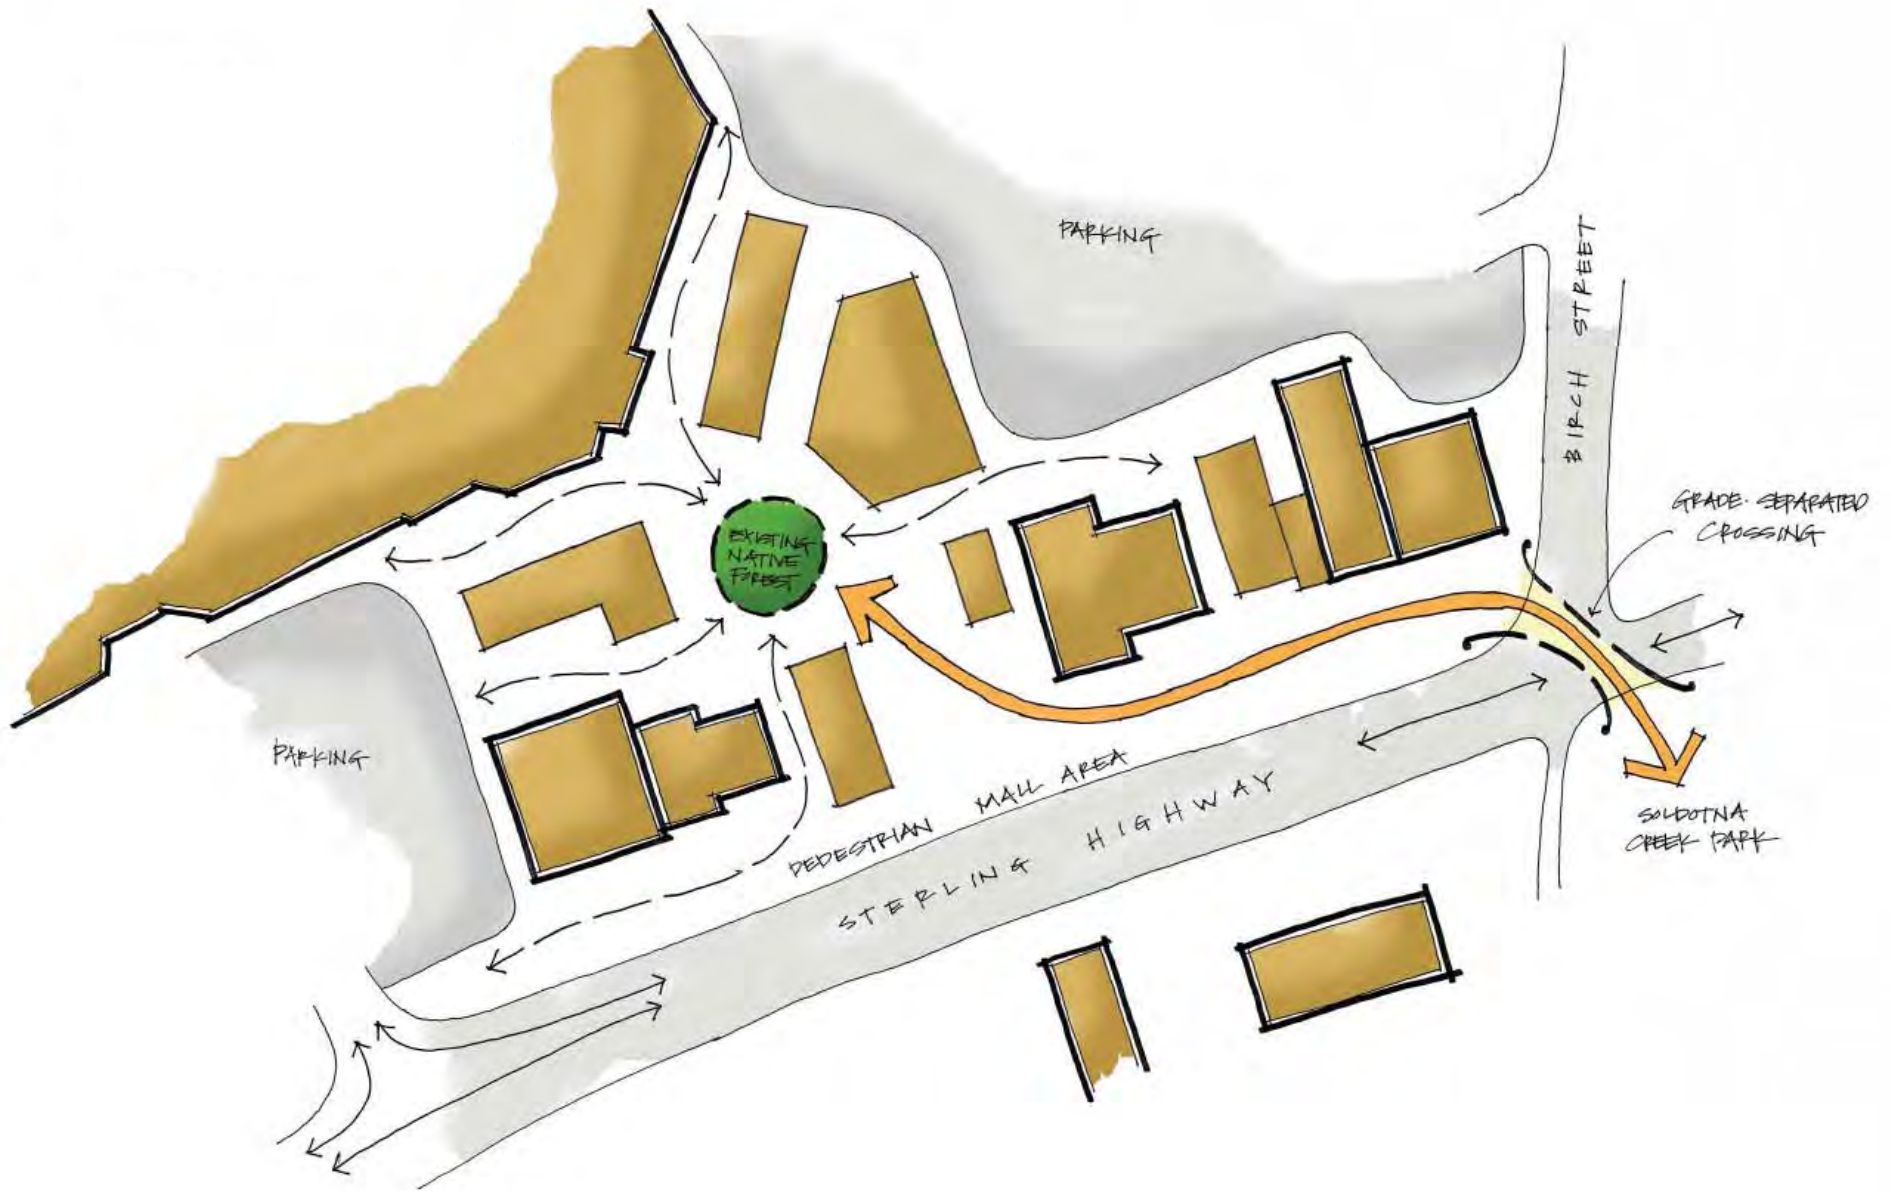 PARKING
BIRCH STREET
GRADE-SEPARATED
CROSSING
EXISTING
NATIVE
FOREST
PARKING
PEDESTRIAN MALL AREA
STERLING HIGHWAY
SOLDOTNA
CREEK PARK